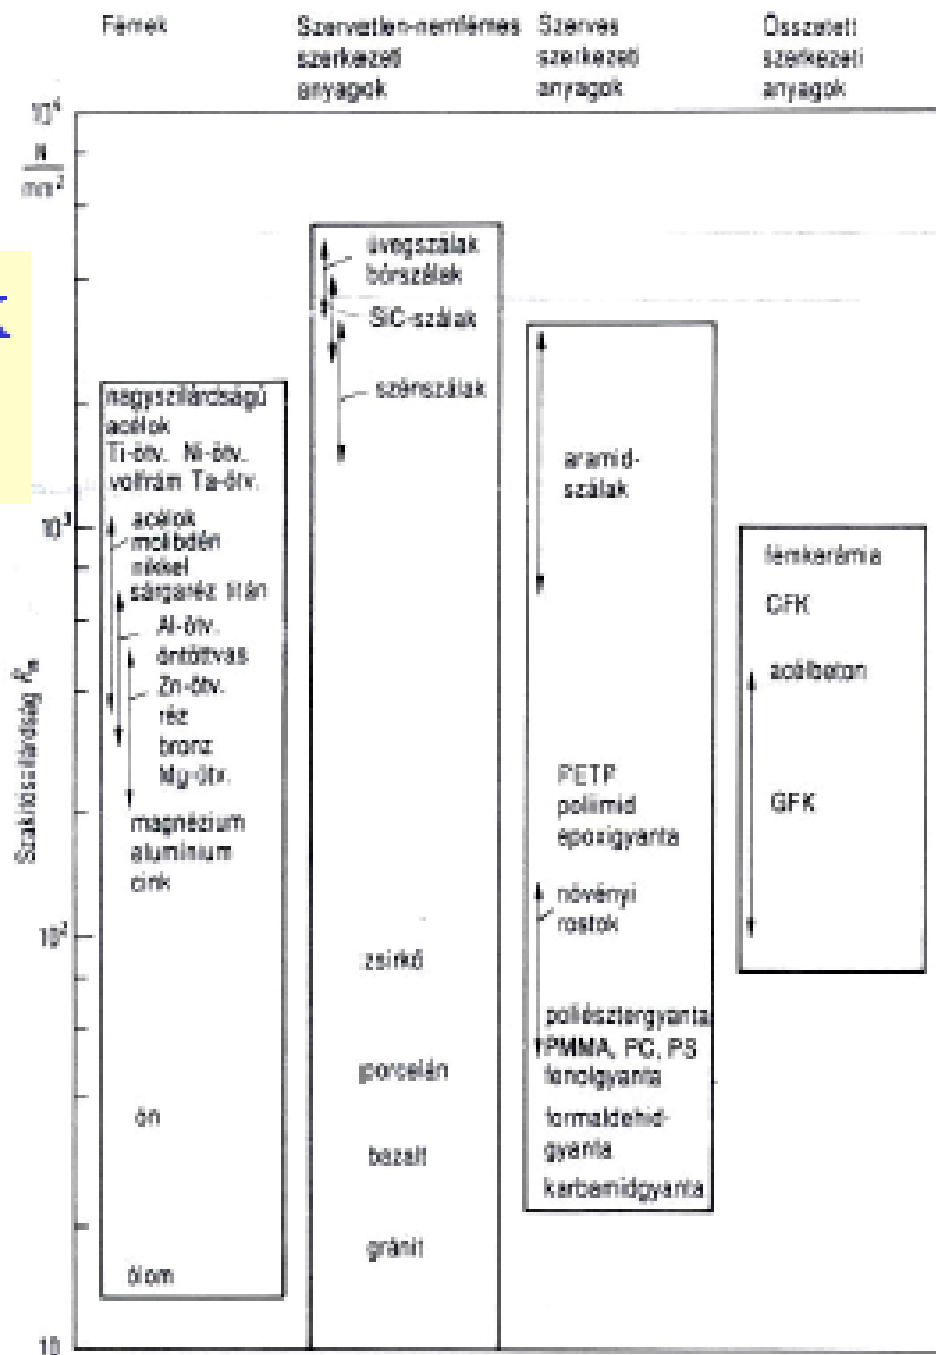 Fémek
Szervetlen-nemfémes
szerkezeti
anyagok
Szerves
szerkezeti
anyagok
Összetett
szerkezeti
anyagok
10⁴
N
mm²
10³
10²
10
Szakítószilárdság Rm
nagyszilárdságú
acélok
Ti-ötv. Ni-ötv.
volfrám Ta-ötv.
acélok
molibdén
nikkel
sárgaréz titán
Al-ötv.
öntöttvas
Zn-ötv.
réz
bronz
Mg-ötv.
magnézium
alumínium
cink
ón
ólom
üvegszálak
bórszálak
SiC-szálak
szénszálak
zsírkő
porcelán
bazalt
gránit
aramid-
szálak
PETP
poliimid
epoxigyanta
növényi
rostok
poliésztergyanta
PMMA, PC, PS
fenolgyanta
formaldehid-
gyanta
karbamidgyanta
fémkerámia
CFK
acélbeton
GFK